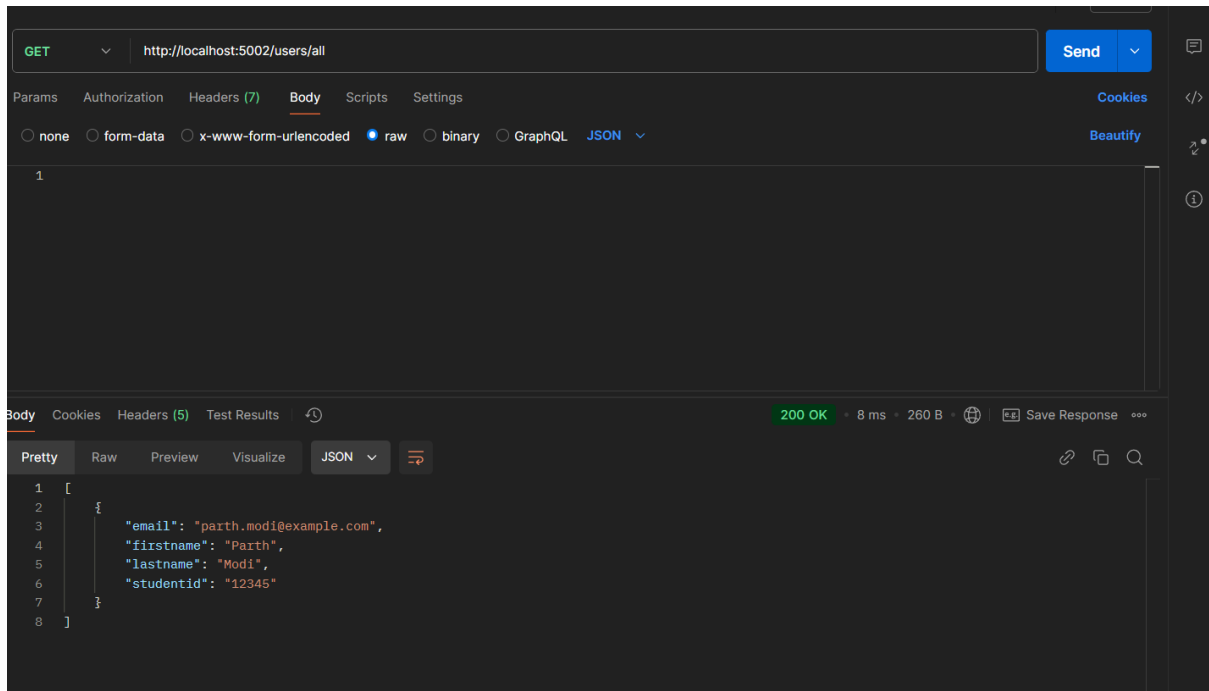 GET http://localhost:5002/users/all Send
Params Authorization Headers (7) Body Scripts Settings Cookies
none form-data x-www-form-urlencoded raw binary GraphQL JSON Beautify
1
Body Cookies Headers (5) Test Results 200 OK • 8 ms • 260 B • e.g. Save Response
Pretty Raw Preview Visualize JSON
1 [
2 {
3 "email": "parth.modi@example.com",
4 "firstname": "Parth",
5 "lastname": "Modi",
6 "studentid": "12345"
7 }
8 ]